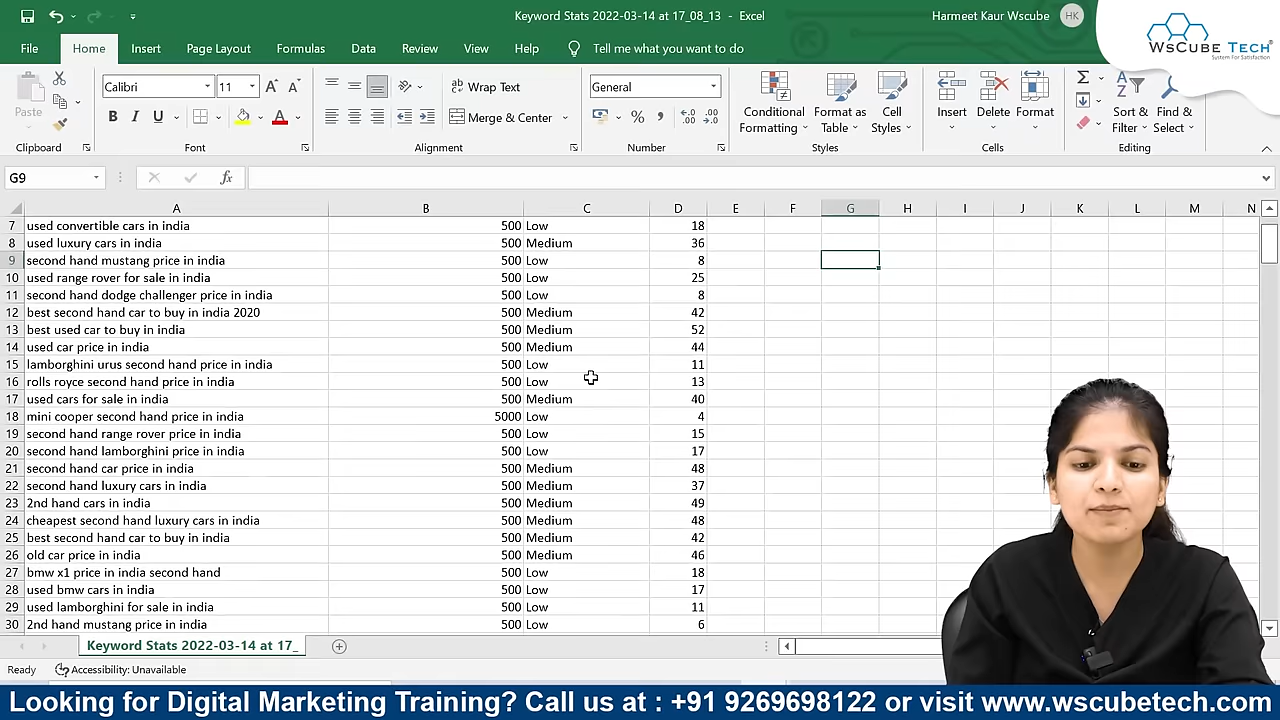 Keyword Stats 2022-03-14 at 17_08_13 - Excel
Harmeet Kaur Wscube
HK
WsCube Tech
System For Satisfaction
File Home Insert Page Layout Formulas Data Review View Help Tell me what you want to do
Paste
Calibri 11
Wrap Text
General
Merge & Center
Conditional Formatting
Format as Table
Cell Styles
Insert Delete Format
Sort & Filter
Find & Select
Clipboard Font Alignment Number Styles Cells Editing
G9 fx
A B C D E F G H I J K L M N
7 used convertible cars in india 500 Low 18
8 used luxury cars in india 500 Medium 36
9 second hand mustang price in india 500 Low 8
10 used range rover for sale in india 500 Low 25
11 second hand dodge challenger price in india 500 Low 8
12 best second hand car to buy in india 2020 500 Medium 42
13 best used car to buy in india 500 Medium 52
14 used car price in india 500 Medium 44
15 lamborghini urus second hand price in india 500 Low 11
16 rolls royce second hand price in india 500 Low 13
17 used cars for sale in india 500 Medium 40
18 mini cooper second hand price in india 5000 Low 4
19 second hand range rover price in india 500 Low 15
20 second hand lamborghini price in india 500 Low 17
21 second hand car price in india 500 Medium 48
22 second hand luxury cars in india 500 Medium 37
23 2nd hand cars in india 500 Medium 49
24 cheapest second hand luxury cars in india 500 Medium 48
25 best second hand car to buy in india 500 Medium 42
26 old car price in india 500 Medium 46
27 bmw x1 price in india second hand 500 Low 18
28 used bmw cars in india 500 Low 17
29 used lamborghini for sale in india 500 Low 11
30 2nd hand mustang price in india 500 Low 6
Keyword Stats 2022-03-14 at 17_
Ready Accessibility: Unavailable
Looking for Digital Marketing Training? Call us at : +91 9269698122 or visit www.wscubetech.com